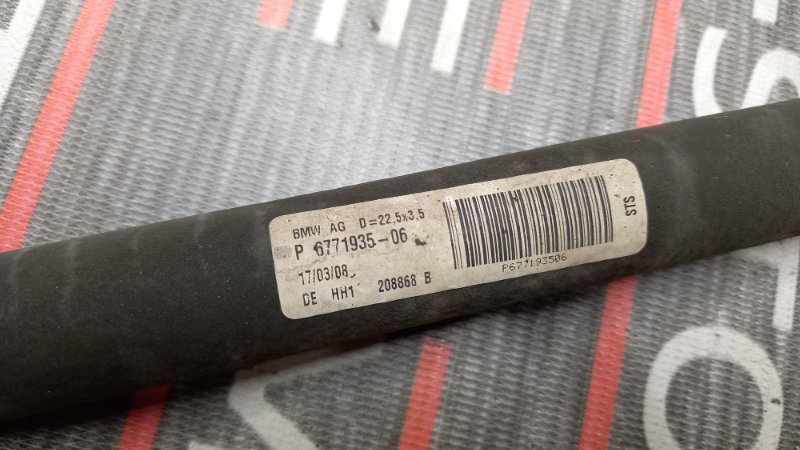 BMW AG D=22,5x3,5
P 6771935-06
17/03/08
DE HH1 208868 B
P677193506
STS